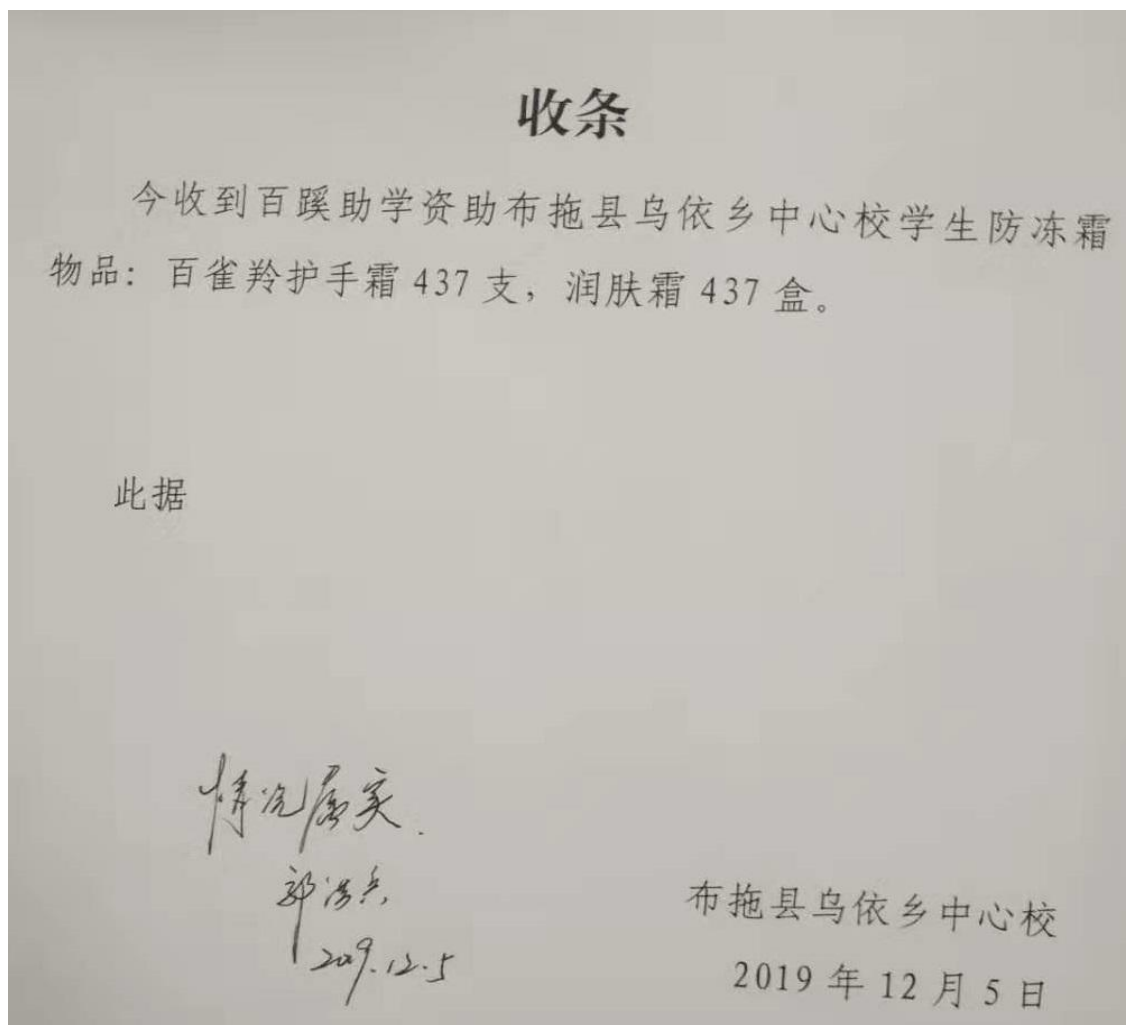 收条
今收到百蹊助学资助布拖县乌依乡中心校学生防冻霜
物品：百雀羚护手霜 437 支，润肤霜 437 盒。
此据
情况属实.
2019.12.5
布拖县乌依乡中心校
2019 年 12 月 5 日